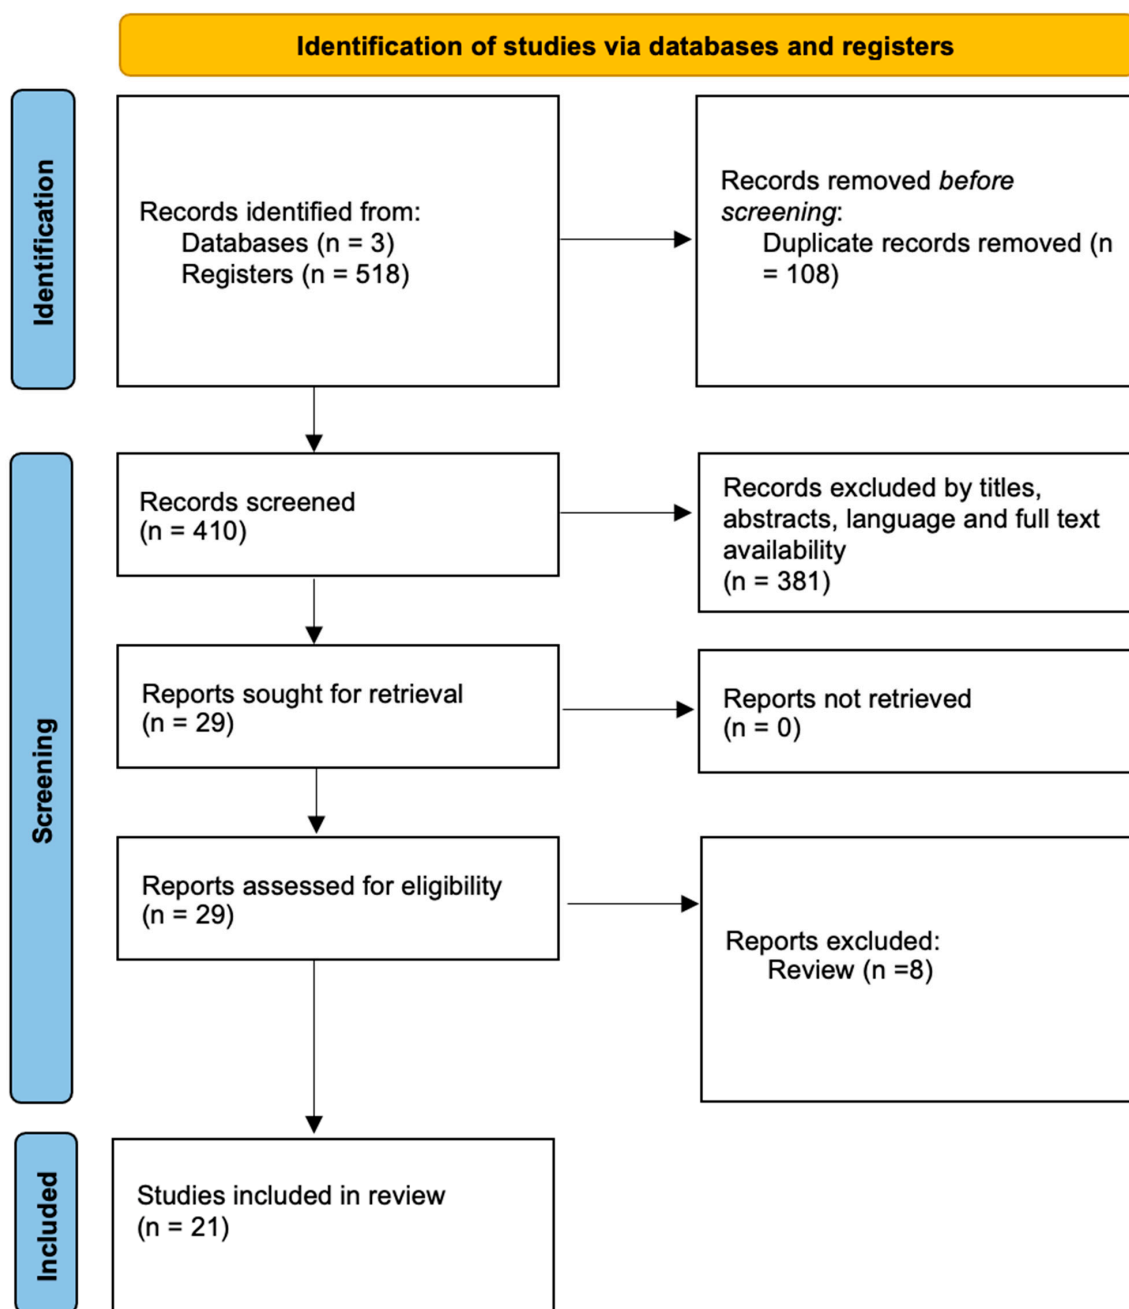 Identification of studies via databases and registers
Identification
Records identified from:
Databases (n = 3)
Registers (n = 518)
Records removed before
screening:
Duplicate records removed (n
= 108)
Screening
Records screened
(n = 410)
Records excluded by titles,
abstracts, language and full text
availability
(n = 381)
Reports sought for retrieval
(n = 29)
Reports not retrieved
(n = 0)
Reports assessed for eligibility
(n = 29)
Reports excluded:
Review (n =8)
Included
Studies included in review
(n = 21)